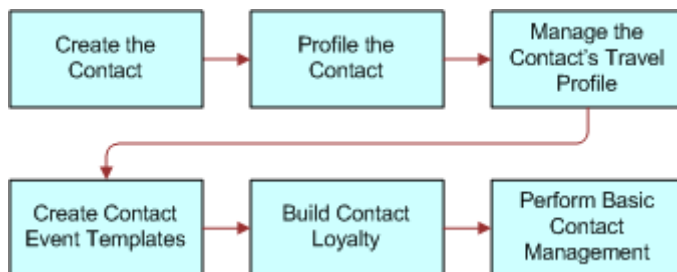 Create the
Contact
Profile the
Contact
Manage the
Contact's Travel
Profile
Create Contact
Event Templates
Build Contact
Loyalty
Perform Basic
Contact
Management